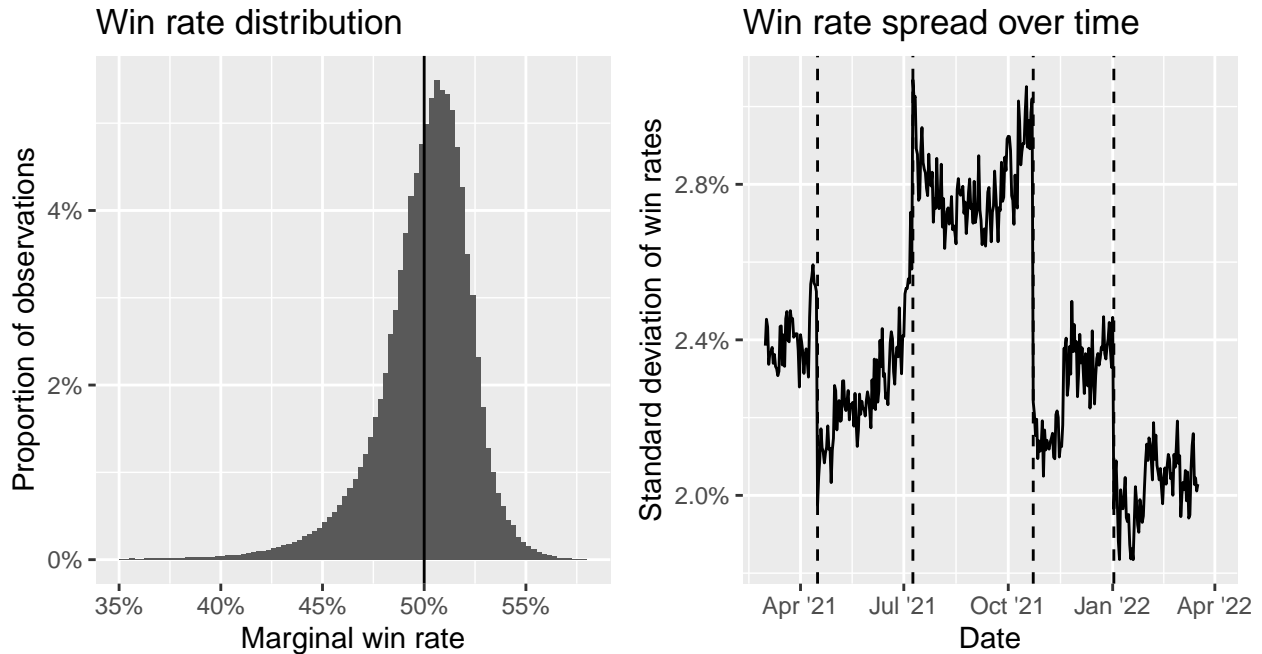 Win rate distribution
Proportion of observations
4%
2%
0%
35%
40%
45%
50%
55%
Marginal win rate
Win rate spread over time
Standard deviation of win rates
2.8%
2.4%
2.0%
Apr '21
Jul '21
Oct '21
Jan '22
Apr '22
Date